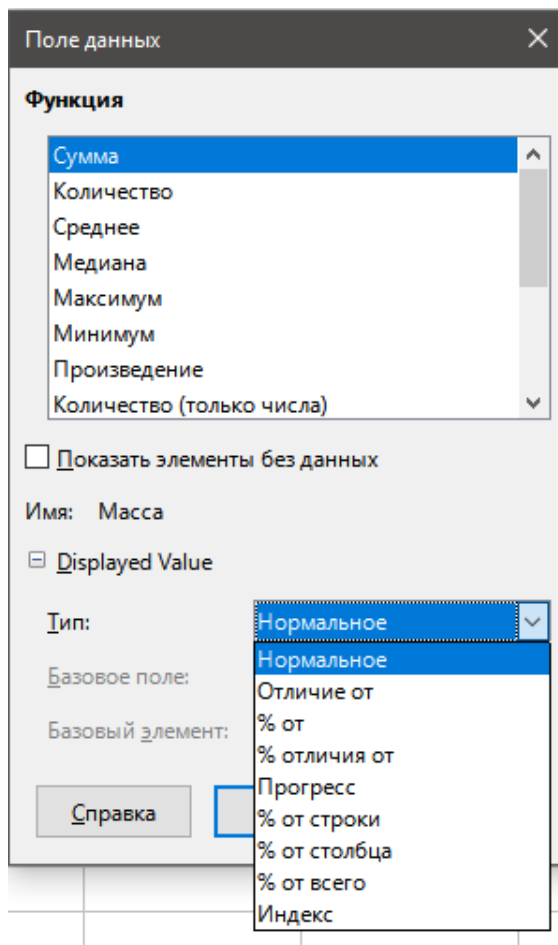 Поле данных
Функция
Сумма
Количество
Среднее
Медиана
Максимум
Минимум
Произведение
Количество (только числа)
Показать элементы без данных
Имя: Масса
Displayed Value
Тип: Нормальное
Нормальное
Базовое поле:
Отличие от
% от
Базовый элемент:
% отличия от
Прогресс
Справка
% от строки
% от столбца
% от всего
Индекс